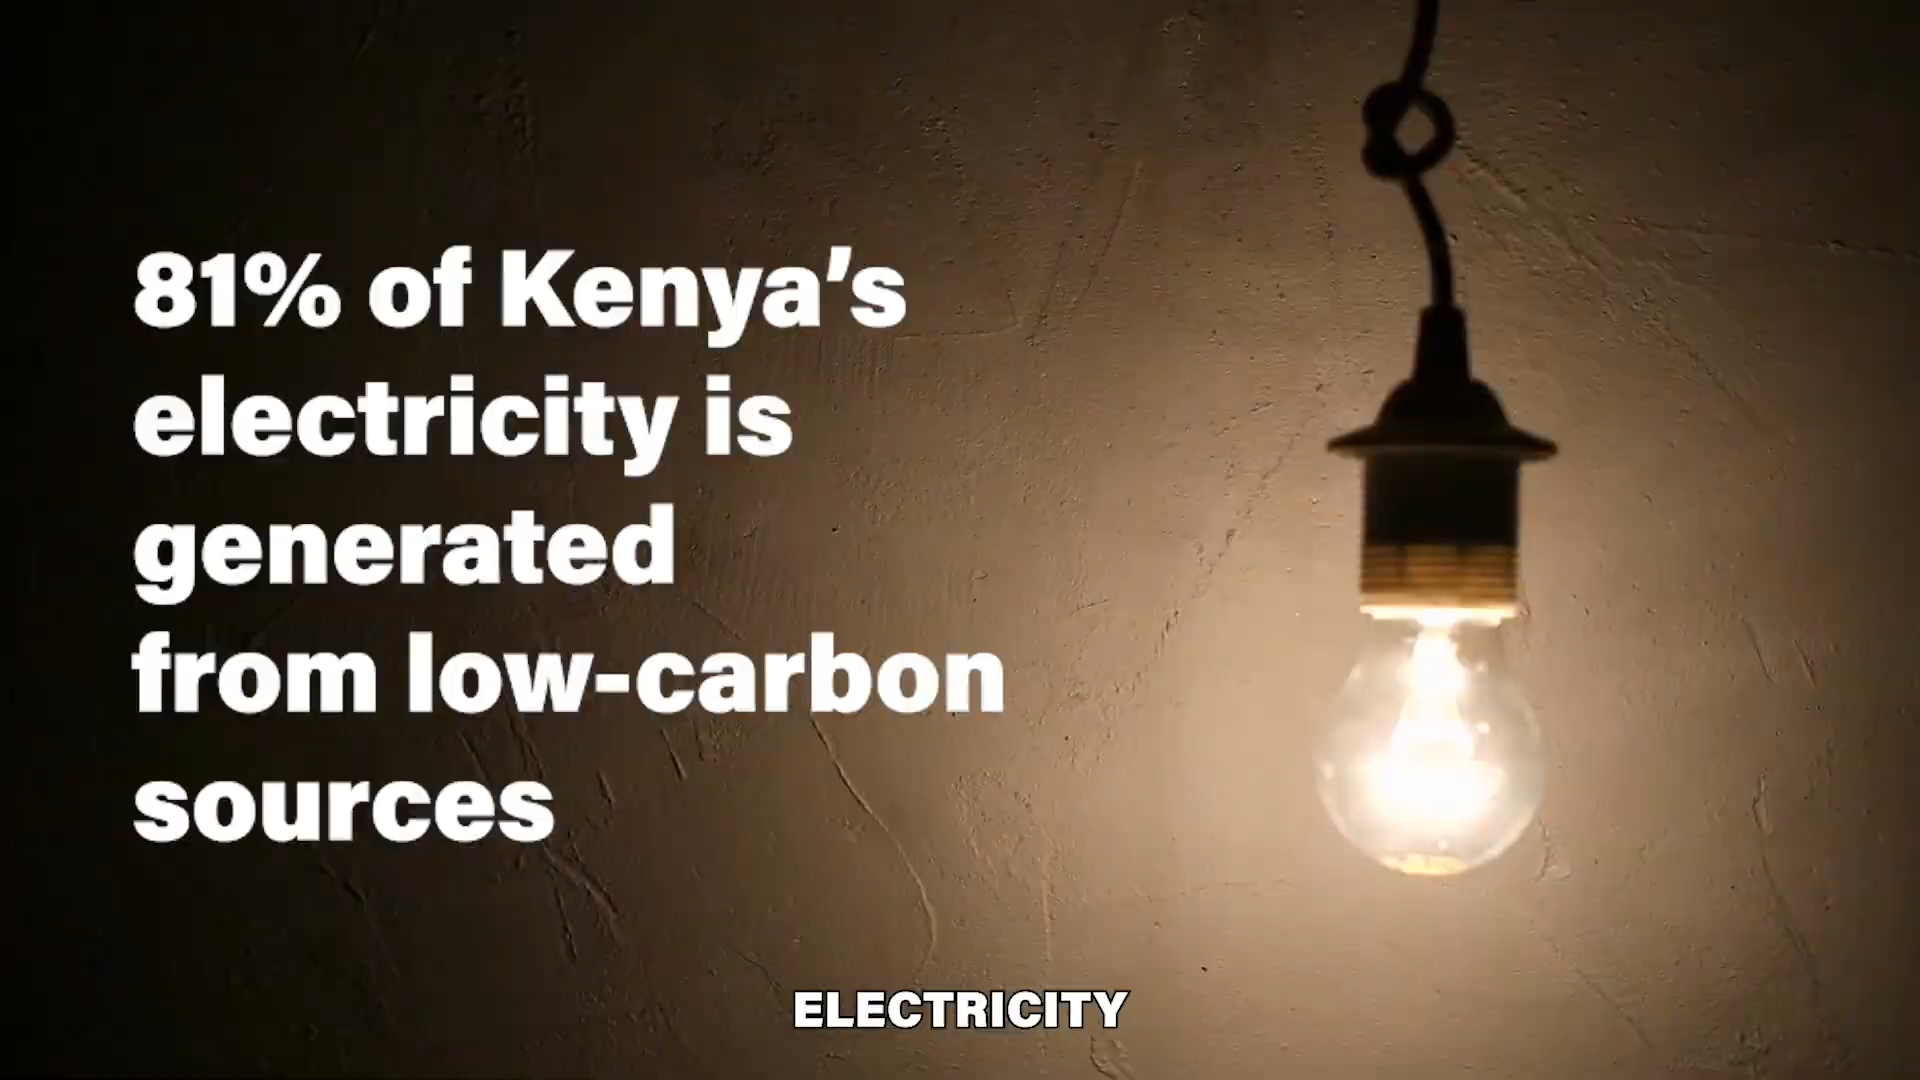 81% of Kenya’s
electricity is
generated
from low-carbon
sources
ELECTRICITY